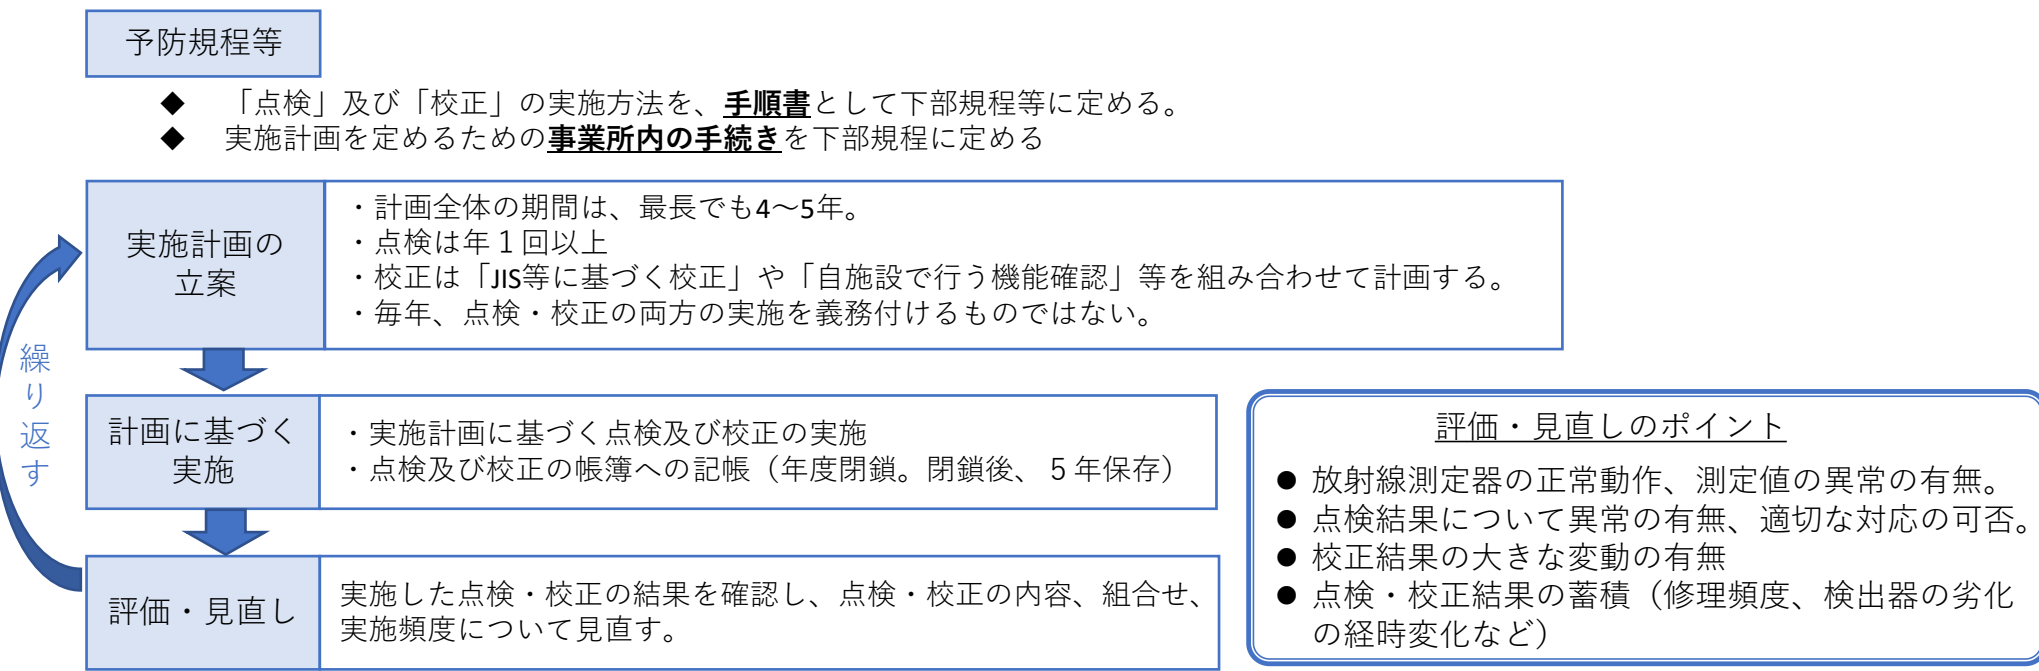 予防規程等
◆ 「点検」及び「校正」の実施方法を、手順書として下部規程等に定める。
◆ 実施計画を定めるための事業所内の手続きを下部規程に定める
実施計画の
立案
・計画全体の期間は、最長でも4～5年。
・点検は年１回以上
・校正は「JIS等に基づく校正」や「自施設で行う機能確認」等を組み合わせて計画する。
・毎年、点検・校正の両方の実施を義務付けるものではない。
繰り返す
計画に基づく
実施
・実施計画に基づく点検及び校正の実施
・点検及び校正の帳簿への記帳（年度閉鎖。閉鎖後、５年保存）
評価・見直し
実施した点検・校正の結果を確認し、点検・校正の内容、組合せ、
実施頻度について見直す。
評価・見直しのポイント
● 放射線測定器の正常動作、測定値の異常の有無。
● 点検結果について異常の有無、適切な対応の可否。
● 校正結果の大きな変動の有無
● 点検・校正結果の蓄積（修理頻度、検出器の劣化
の経時変化など）